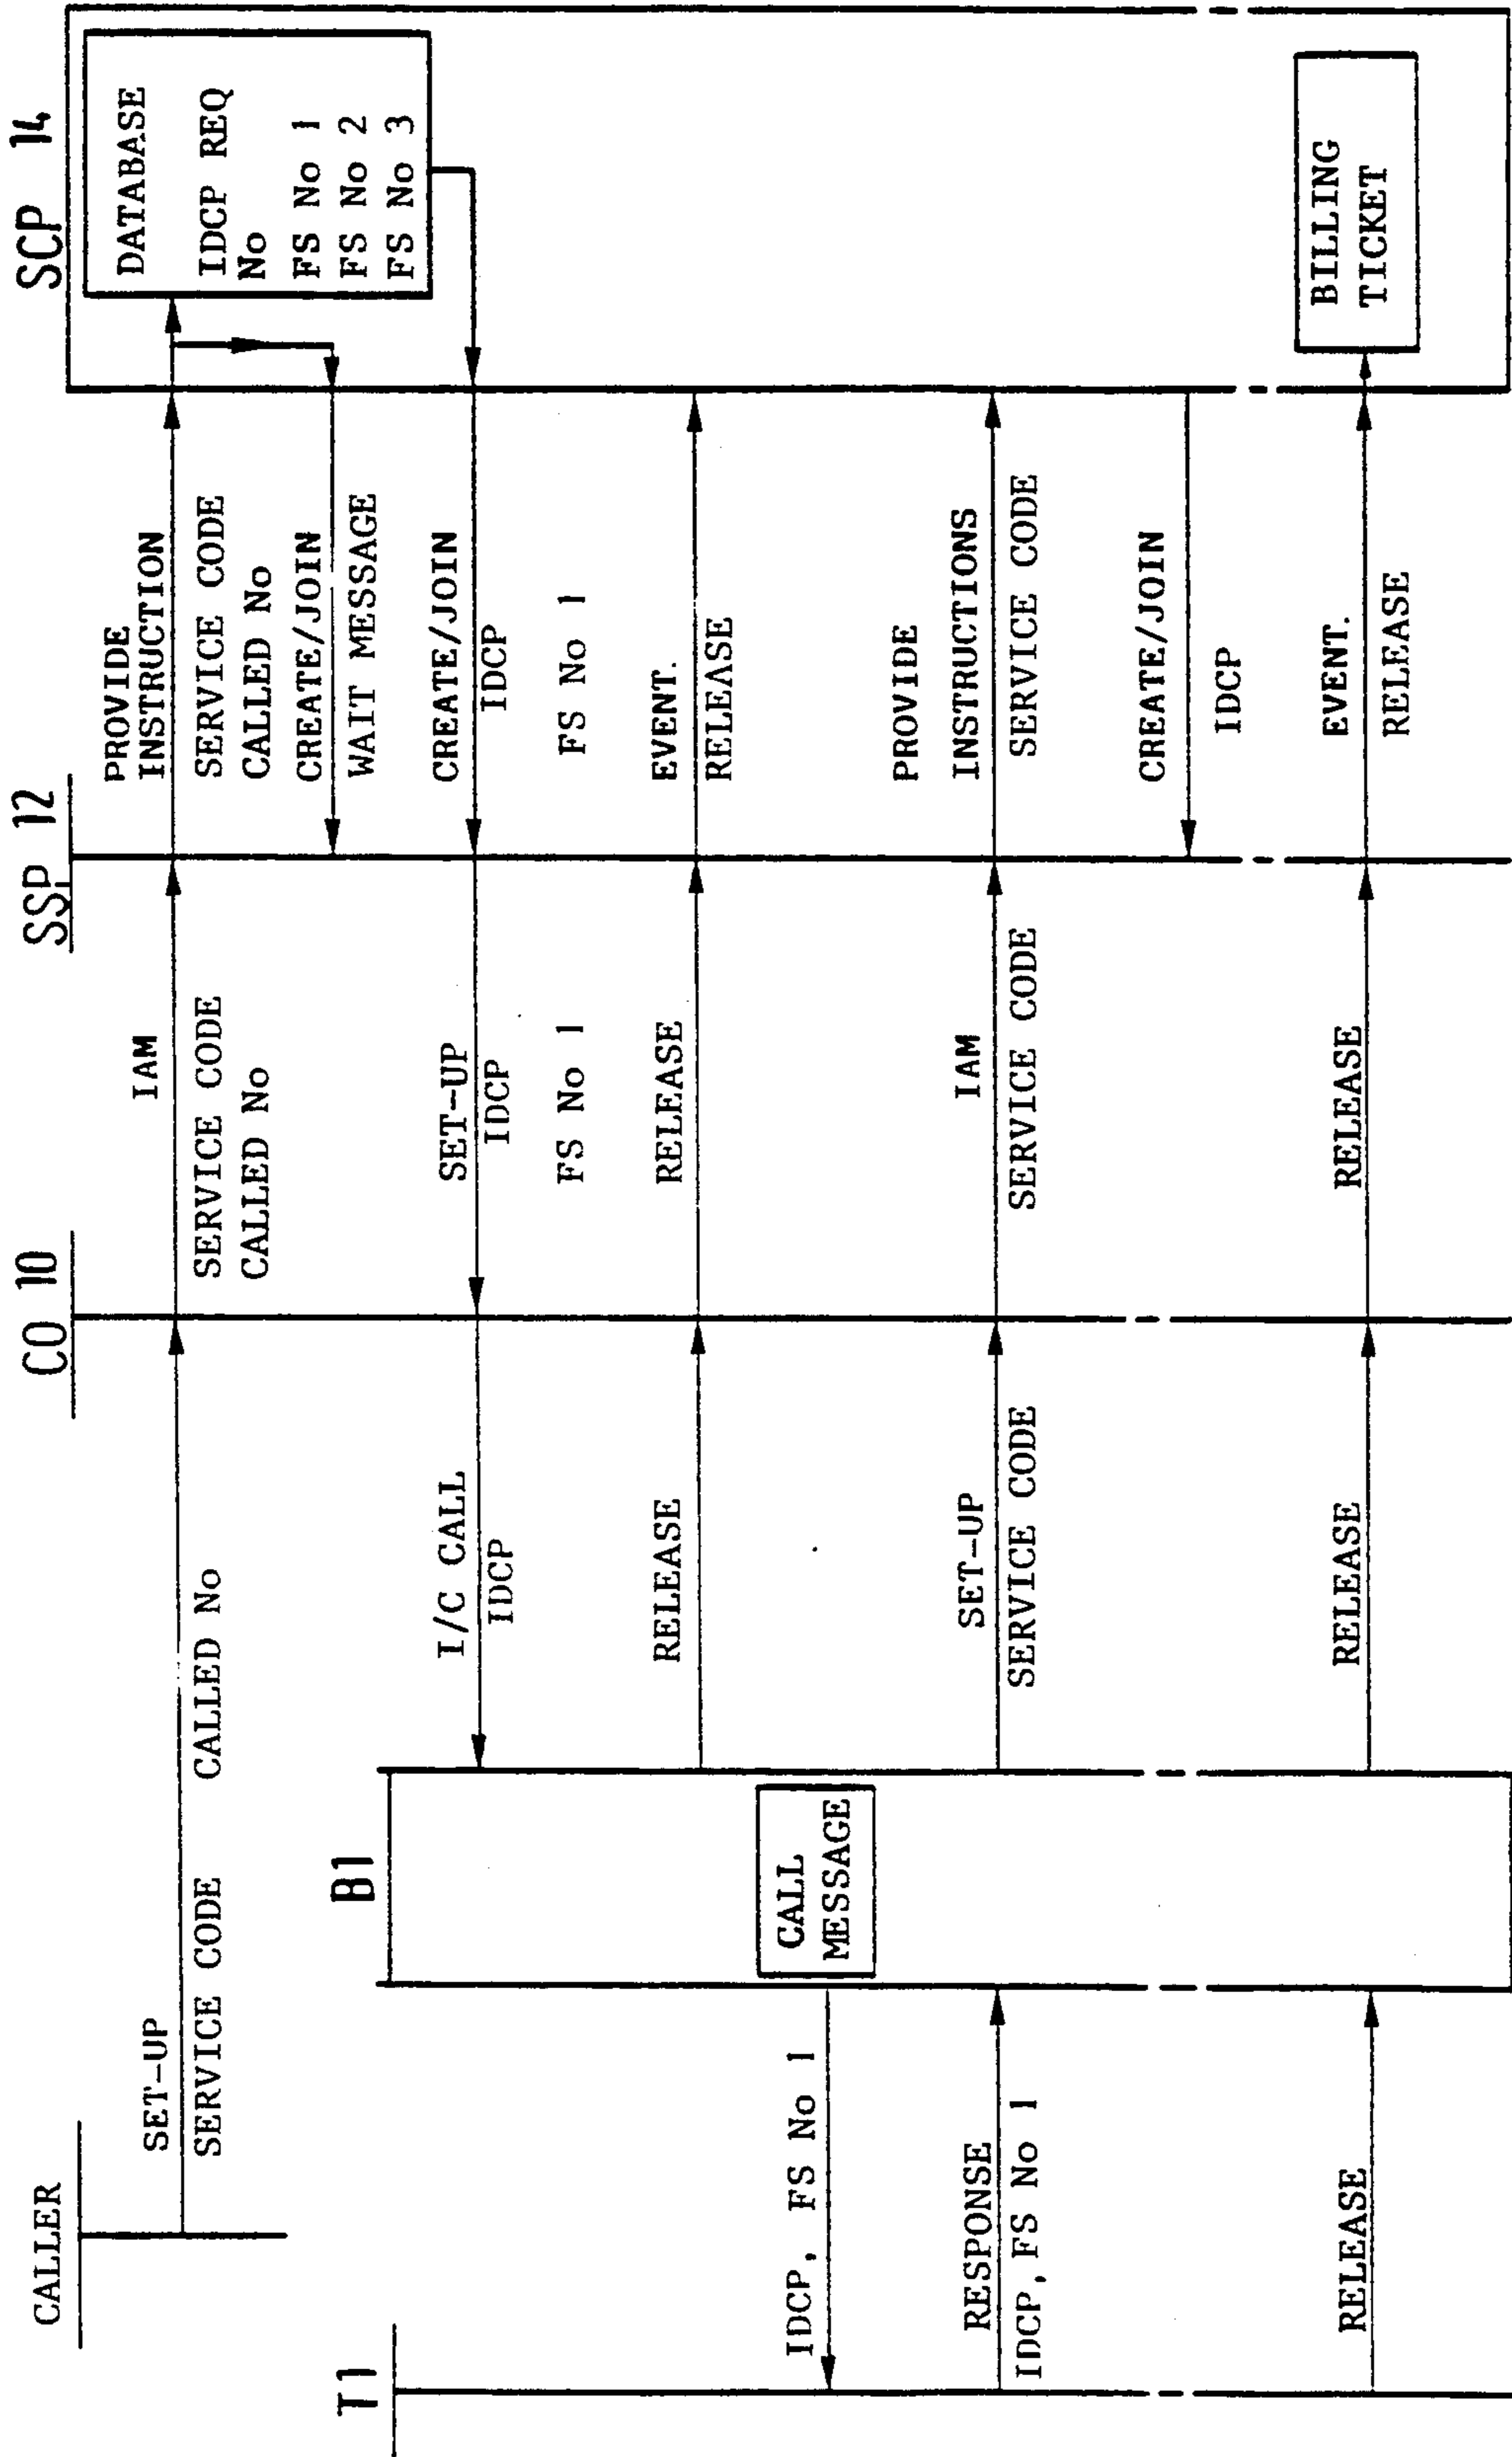 CALLER
CO 10
SSP 12
SCP 14
T1
B1
SET-UP
SERVICE CODE CALLED No
IAM
SERVICE CODE
CALLED No
PROVIDE
INSTRUCTION
SERVICE CODE
CALLED No
DATABASE
IDCP REQ
No
FS No 1
FS No 2
FS No 3
CREATE/JOIN
WAIT MESSAGE
CREATE/JOIN
IDCP
FS No 1
SET-UP
IDCP
FS No 1
I/C CALL
IDCP
RELEASE
RELEASE
EVENT.
RELEASE
CALL
MESSAGE
IDCP, FS No 1
RESPONSE
IDCP, FS No 1
SET-UP
SERVICE CODE
IAM
SERVICE CODE
PROVIDE
INSTRUCTIONS
SERVICE CODE
CREATE/JOIN
IDCP
RELEASE
RELEASE
RELEASE
EVENT.
RELEASE
BILLING
TICKET